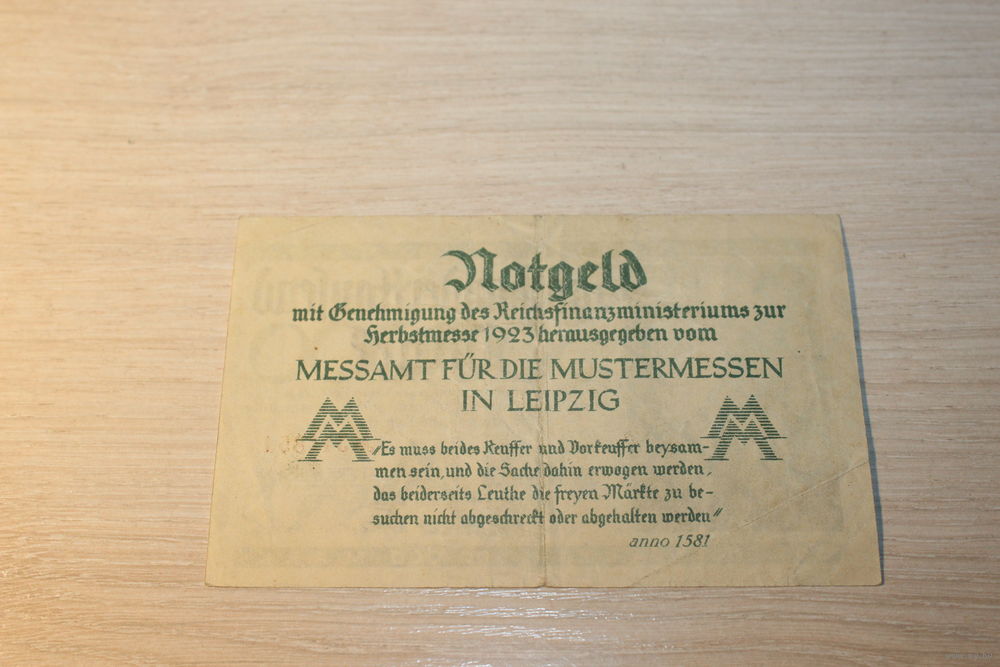 Notgeld
mit Genehmigung des Reichsfinanzministeriums zur
Herbstmesse 1923 herausgegeben vom
MESSAMT FÜR DIE MUSTERMESSEN
IN LEIPZIG
„Es muss beides Keuffer und Vorkeuffer beysam-
men sein, und die Sache dahin erwogen werden,
das beiderseits Leuthe die freyen Märkte zu be-
suchen nicht abgeschreckt oder abgehalten werden“
anno 1581